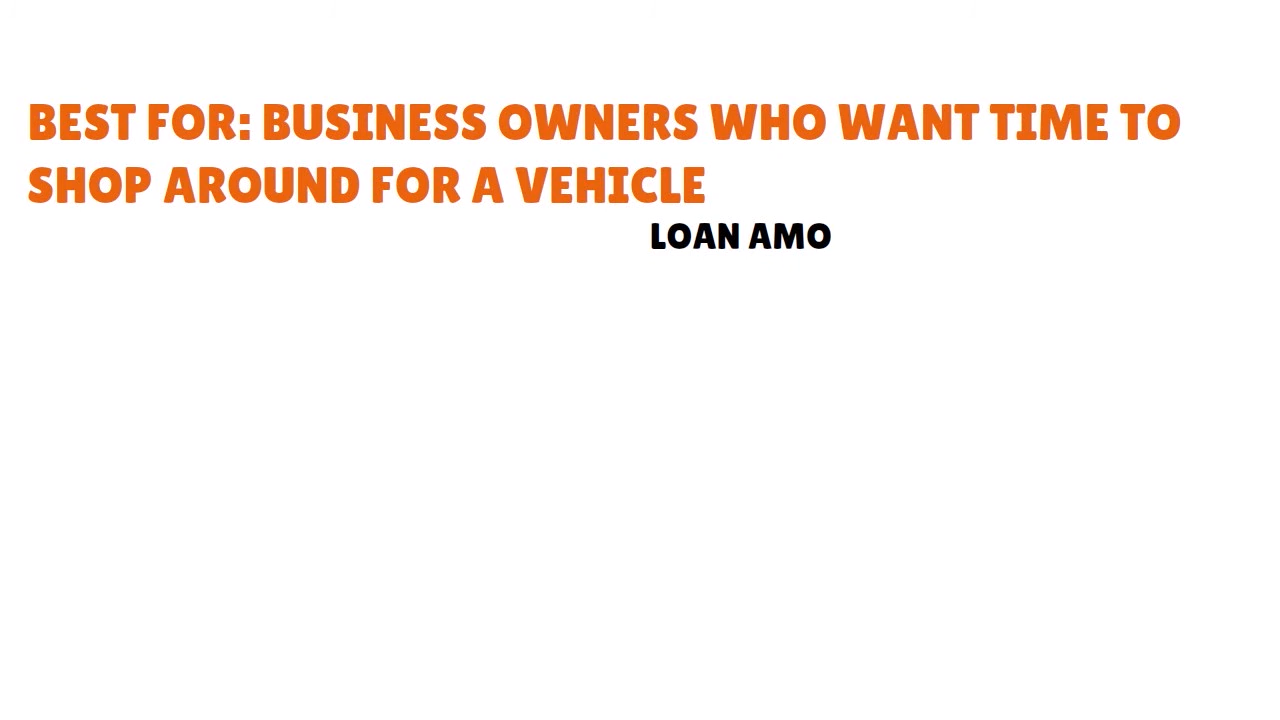 BEST FOR: BUSINESS OWNERS WHO WANT TIME TO
SHOP AROUND FOR A VEHICLE
LOAN AMO